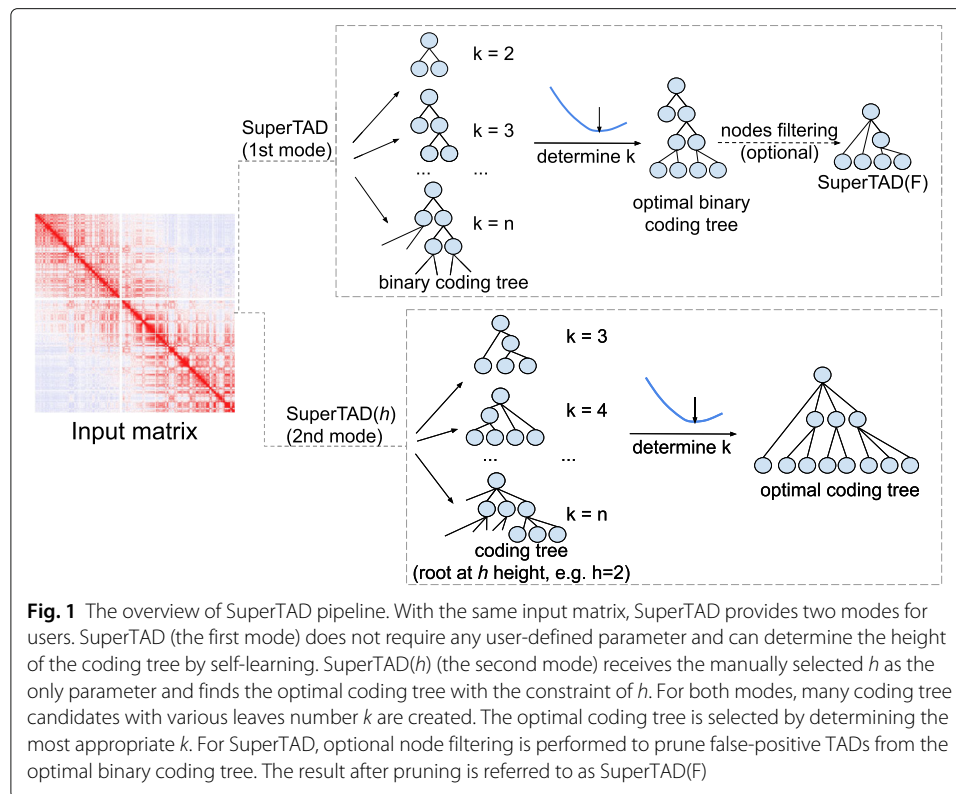 k = 2
SuperTAD
(1st mode)
k = 3
determine k
nodes filtering
(optional)
SuperTAD(F)
... ...
optimal binary
coding tree
k = n
binary coding tree
Input matrix
k = 3
SuperTAD(h)
(2nd mode)
k = 4
determine k
... ...
optimal coding tree
k = n
coding tree
(root at h height, e.g. h=2)
Fig. 1 The overview of SuperTAD pipeline. With the same input matrix, SuperTAD provides two modes for
users. SuperTAD (the first mode) does not require any user-defined parameter and can determine the height
of the coding tree by self-learning. SuperTAD(h) (the second mode) receives the manually selected h as the
only parameter and finds the optimal coding tree with the constraint of h. For both modes, many coding tree
candidates with various leaves number k are created. The optimal coding tree is selected by determining the
most appropriate k. For SuperTAD, optional node filtering is performed to prune false-positive TADs from the
optimal binary coding tree. The result after pruning is referred to as SuperTAD(F)